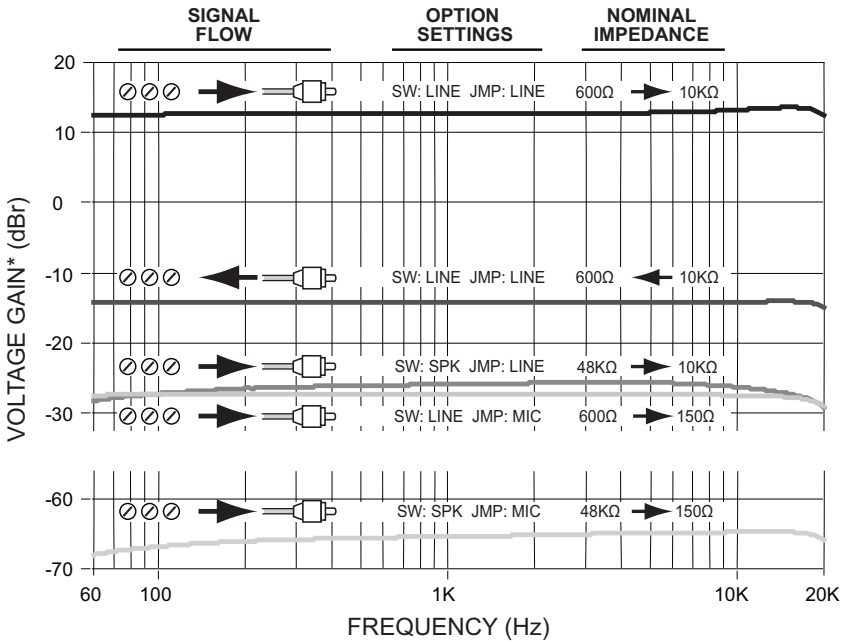 SIGNAL FLOW
OPTION SETTINGS
NOMINAL IMPEDANCE
VOLTAGE GAIN* (dBr)
20
SW: LINE JMP: LINE 600Ω 10KΩ
10
0
-10
SW: LINE JMP: LINE 600Ω 10KΩ
-20
SW: SPK JMP: LINE 48KΩ 10KΩ
-30
SW: LINE JMP: MIC 600Ω 150Ω
-60
SW: SPK JMP: MIC 48KΩ 150Ω
-70
60 100 1K 10K 20K
FREQUENCY (Hz)